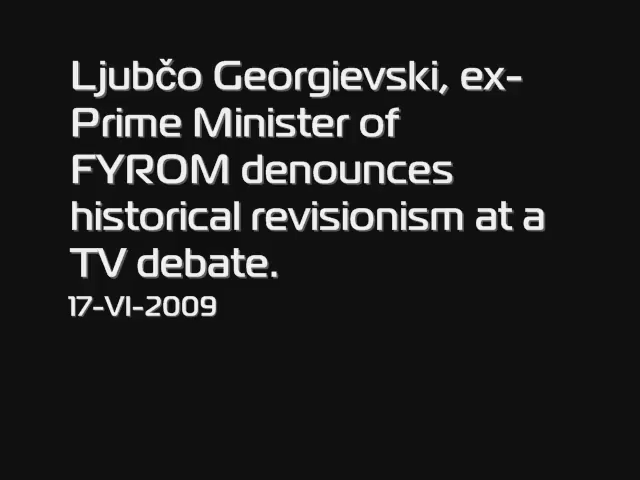 Ljubčo Georgievski, ex-
Prime Minister of
FYROM denounces
historical revisionism at a
TV debate.
17-VI-2009